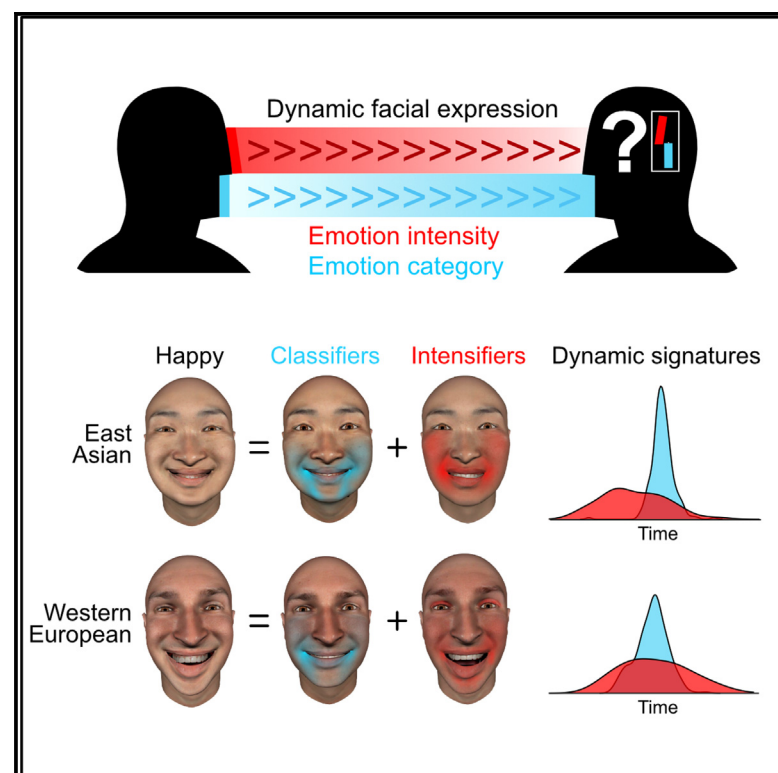 Dynamic facial expression
> > > > > > > > > > > > >
?
> > > > > > > > > > > > >
Emotion intensity
Emotion category
Happy
Classifiers
Intensifiers
Dynamic signatures
East
Asian
=
+
Time
Western
European
=
+
Time